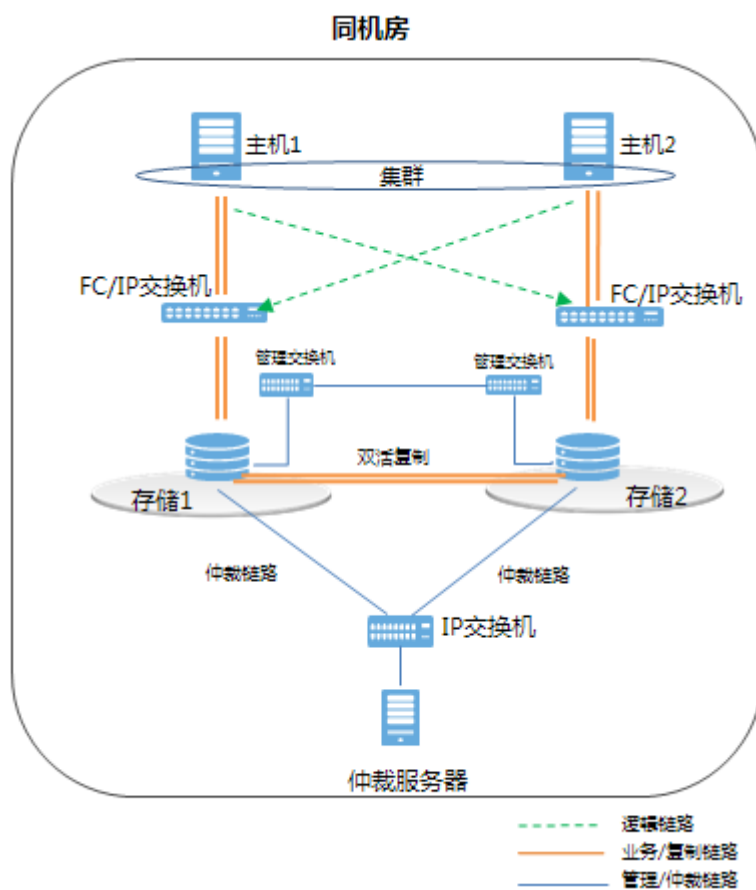 同机房
主机1
主机2
集群
FC/IP交换机
FC/IP交换机
管理交换机
管理交换机
双活复制
存储1
存储2
仲裁链路
仲裁链路
IP交换机
仲裁服务器
逻辑链路
业务/复制链路
管理/仲裁链路